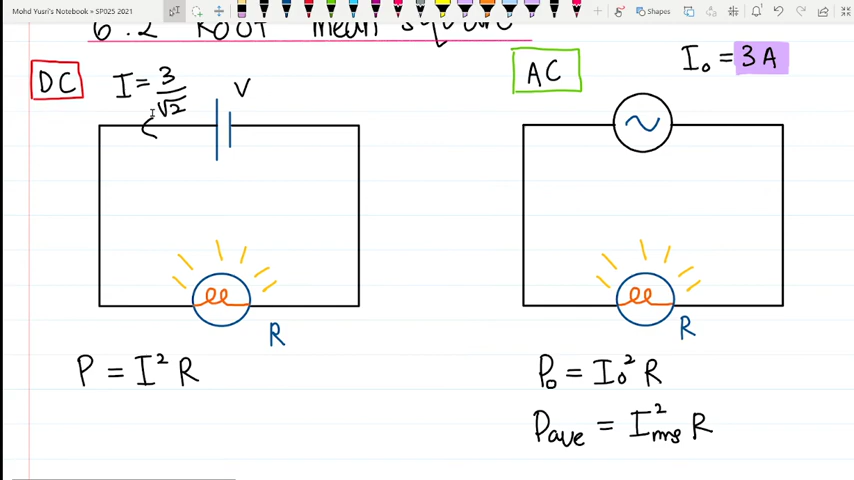 Mohd Yusri's Notebook » SP025 2021
Shapes
6.2 Root mean square
DC
I = 3/√2
V
AC
I₀ = 3 A
R
R
P = I² R
P₀ = I₀² R
Pave = I²rms R